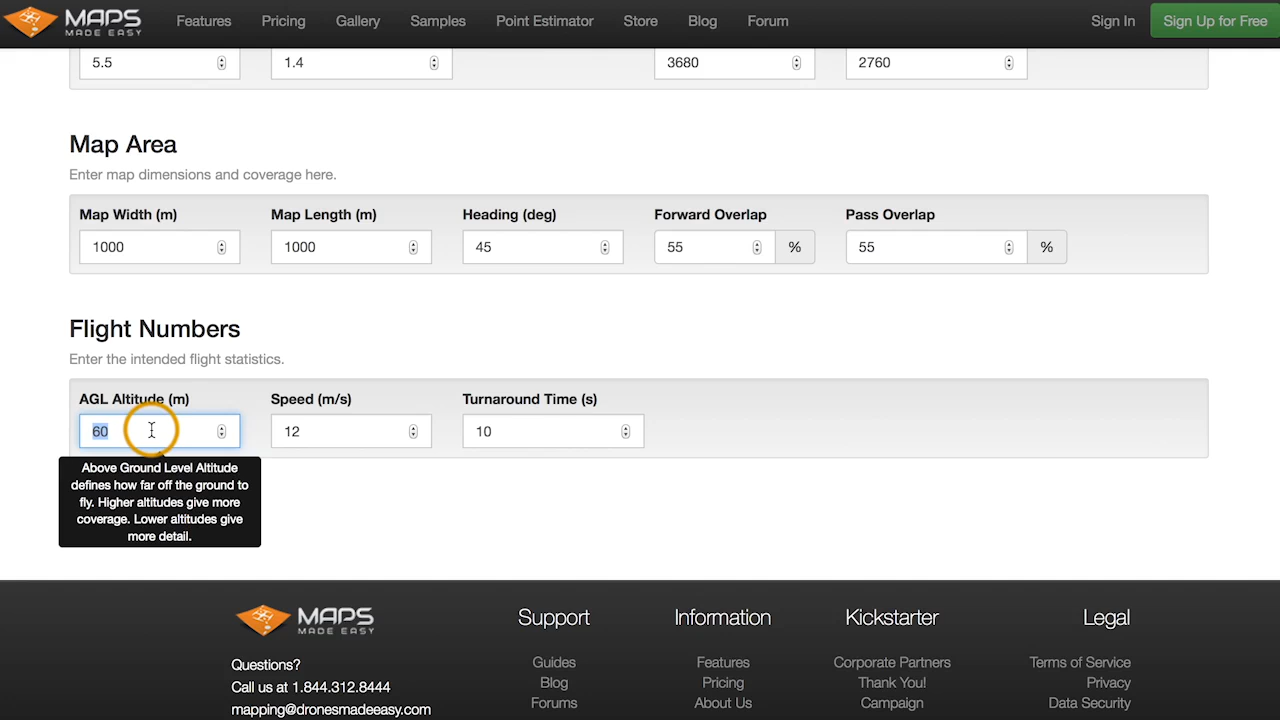 MAPS
MADE EASY
Features
Pricing
Gallery
Samples
Point Estimator
Store
Blog
Forum
Sign In
Sign Up for Free
5.5
1.4
3680
2760
Map Area
Enter map dimensions and coverage here.
Map Width (m)
Map Length (m)
Heading (deg)
Forward Overlap
Pass Overlap
1000
1000
45
55
%
55
%
Flight Numbers
Enter the intended flight statistics.
AGL Altitude (m)
Speed (m/s)
Turnaround Time (s)
60
12
10
Above Ground Level Altitude
defines how far off the ground to
fly. Higher altitudes give more
coverage. Lower altitudes give
more detail.
MAPS
MADE EASY
Questions?
Call us at 1.844.312.8444
mapping@dronesmadeeasy.com
Support
Guides
Blog
Forums
Information
Features
Pricing
About Us
Kickstarter
Corporate Partners
Thank You!
Campaign
Legal
Terms of Service
Privacy
Data Security